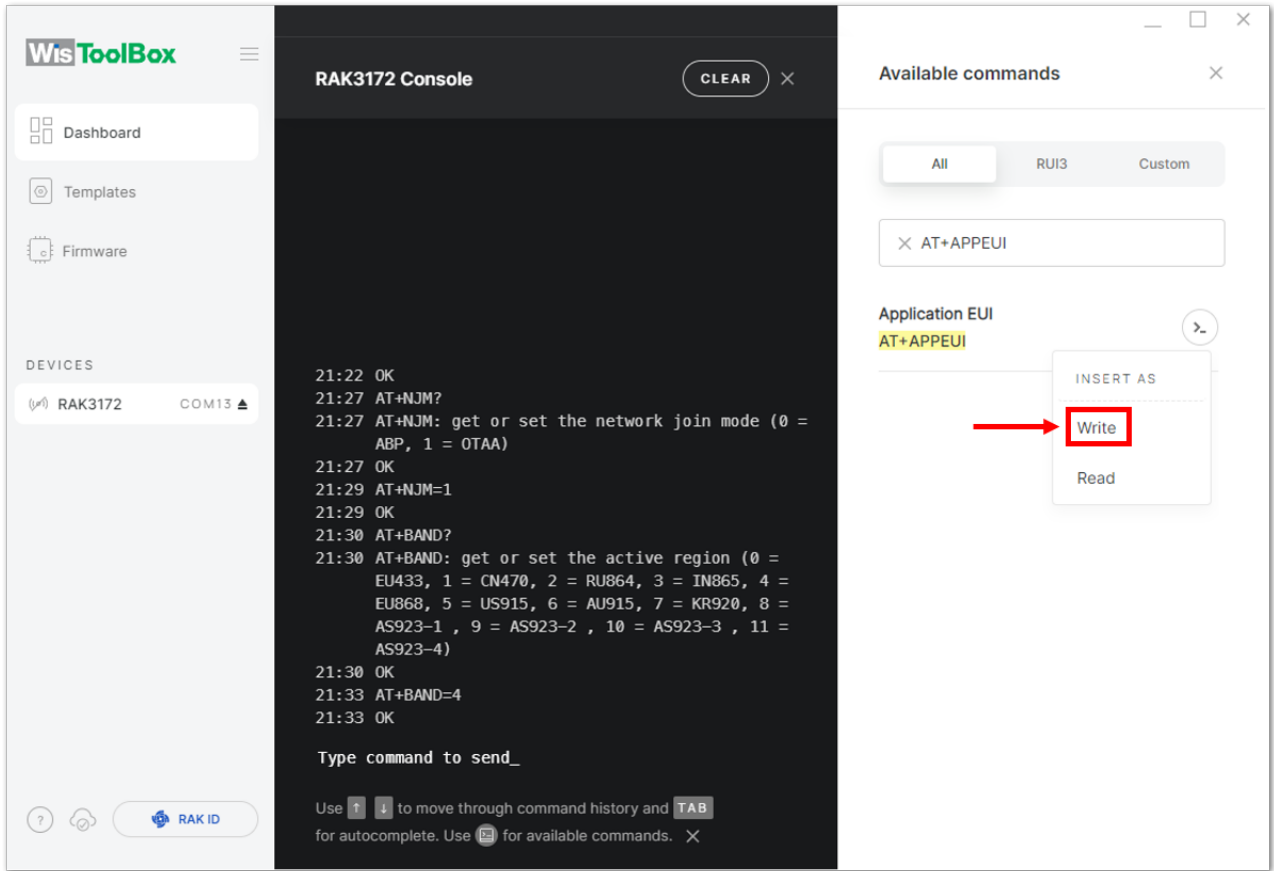 WisToolBox
Dashboard
Templates
Firmware
DEVICES
RAK3172 COM13
? RAK ID
RAK3172 Console CLEAR
21:22 OK
21:27 AT+NJM?
21:27 AT+NJM: get or set the network join mode (0 =
ABP, 1 = OTAA)
21:27 OK
21:29 AT+NJM=1
21:29 OK
21:30 AT+BAND?
21:30 AT+BAND: get or set the active region (0 =
EU433, 1 = CN470, 2 = RU864, 3 = IN865, 4 =
EU868, 5 = US915, 6 = AU915, 7 = KR920, 8 =
AS923-1 , 9 = AS923-2 , 10 = AS923-3 , 11 =
AS923-4)
21:30 OK
21:33 AT+BAND=4
21:33 OK
Type command to send_
Use ↑ ↓ to move through command history and TAB
for autocomplete. Use for available commands.
Available commands
All RUI3 Custom
AT+APPEUI
Application EUI
AT+APPEUI
INSERT AS
Write
Read